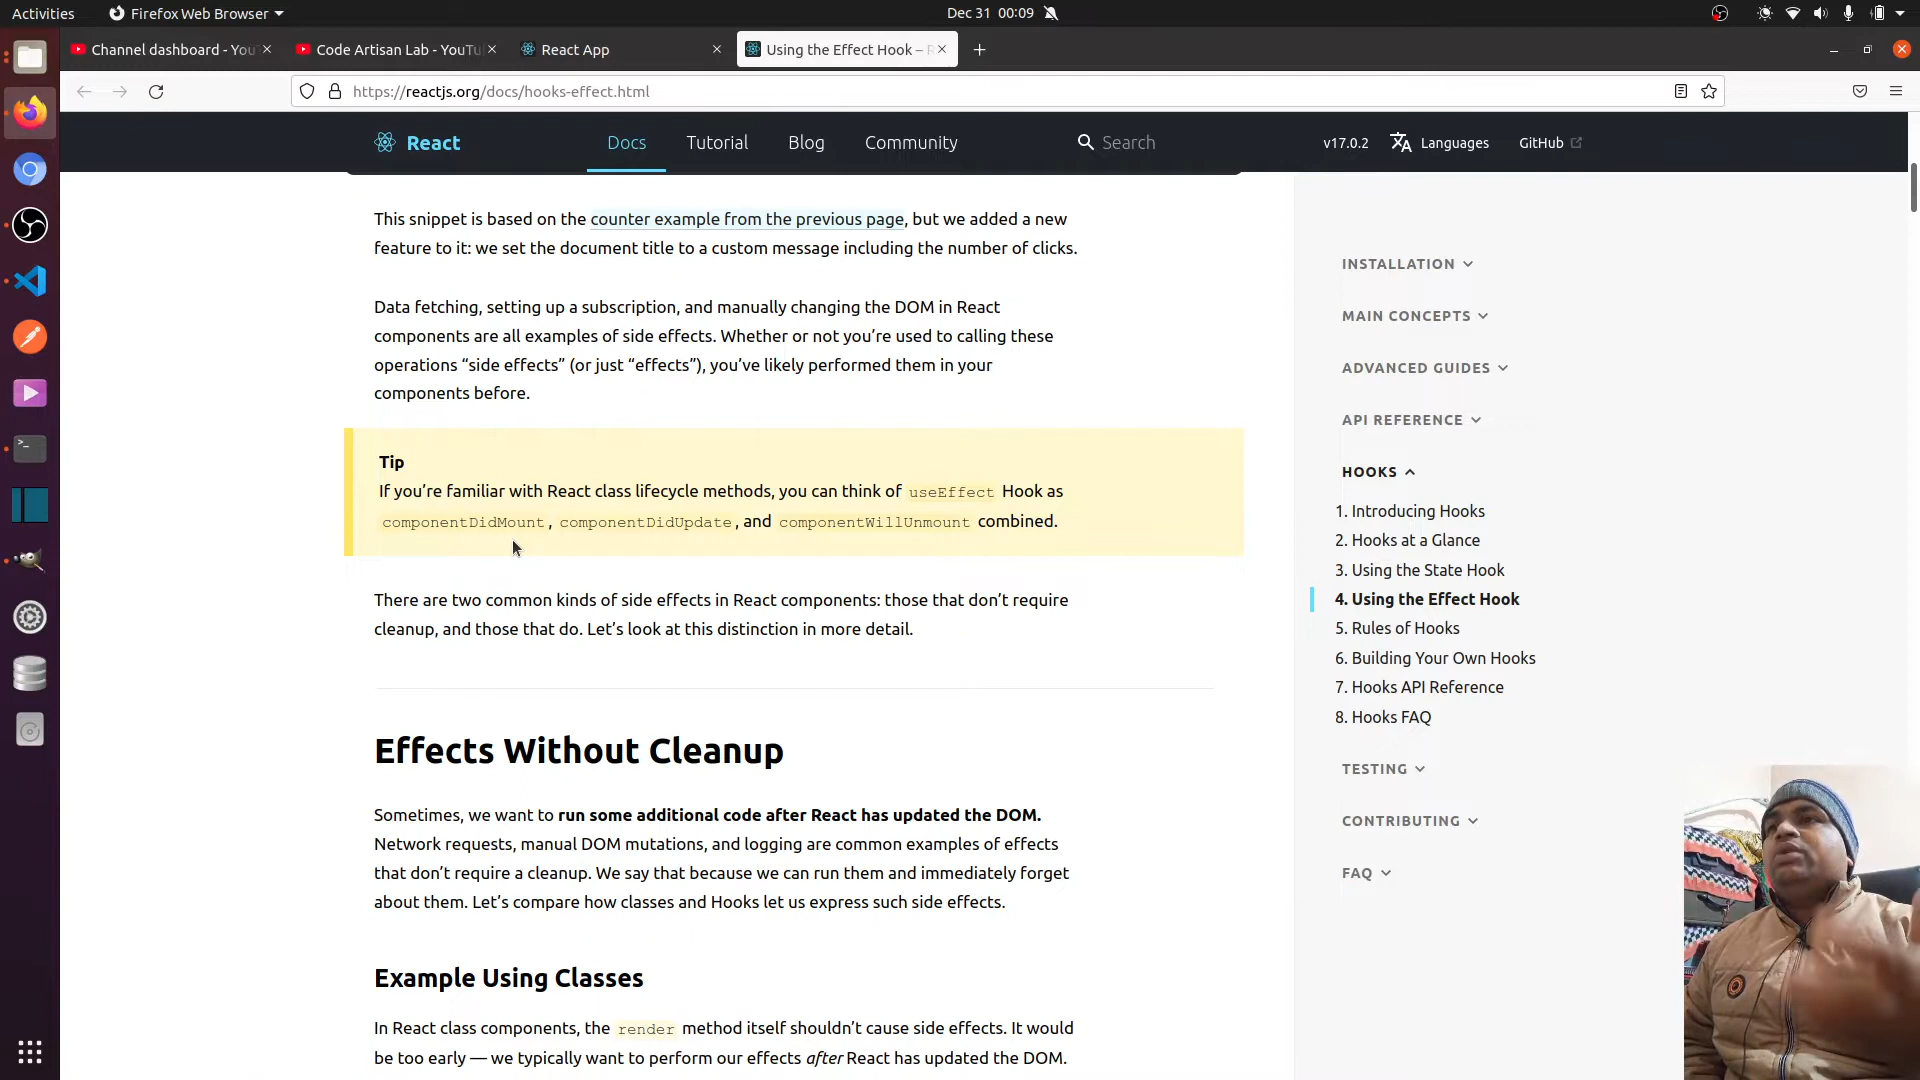 Activities
Firefox Web Browser
Dec 31 00:09
Channel dashboard - You
Code Artisan Lab - YouTu
React App
Using the Effect Hook – R
https://reactjs.org/docs/hooks-effect.html
React
Docs
Tutorial
Blog
Community
Search
v17.0.2
Languages
GitHub
This snippet is based on the counter example from the previous page, but we added a new
feature to it: we set the document title to a custom message including the number of clicks.
Data fetching, setting up a subscription, and manually changing the DOM in React
components are all examples of side effects. Whether or not you’re used to calling these
operations “side effects” (or just “effects”), you’ve likely performed them in your
components before.
Tip
If you’re familiar with React class lifecycle methods, you can think of useEffect Hook as
componentDidMount, componentDidUpdate, and componentWillUnmount combined.
There are two common kinds of side effects in React components: those that don’t require
cleanup, and those that do. Let’s look at this distinction in more detail.
Effects Without Cleanup
Sometimes, we want to run some additional code after React has updated the DOM.
Network requests, manual DOM mutations, and logging are common examples of effects
that don’t require a cleanup. We say that because we can run them and immediately forget
about them. Let’s compare how classes and Hooks let us express such side effects.
Example Using Classes
In React class components, the render method itself shouldn’t cause side effects. It would
be too early — we typically want to perform our effects after React has updated the DOM.
INSTALLATION
MAIN CONCEPTS
ADVANCED GUIDES
API REFERENCE
HOOKS
1. Introducing Hooks
2. Hooks at a Glance
3. Using the State Hook
4. Using the Effect Hook
5. Rules of Hooks
6. Building Your Own Hooks
7. Hooks API Reference
8. Hooks FAQ
TESTING
CONTRIBUTING
FAQ